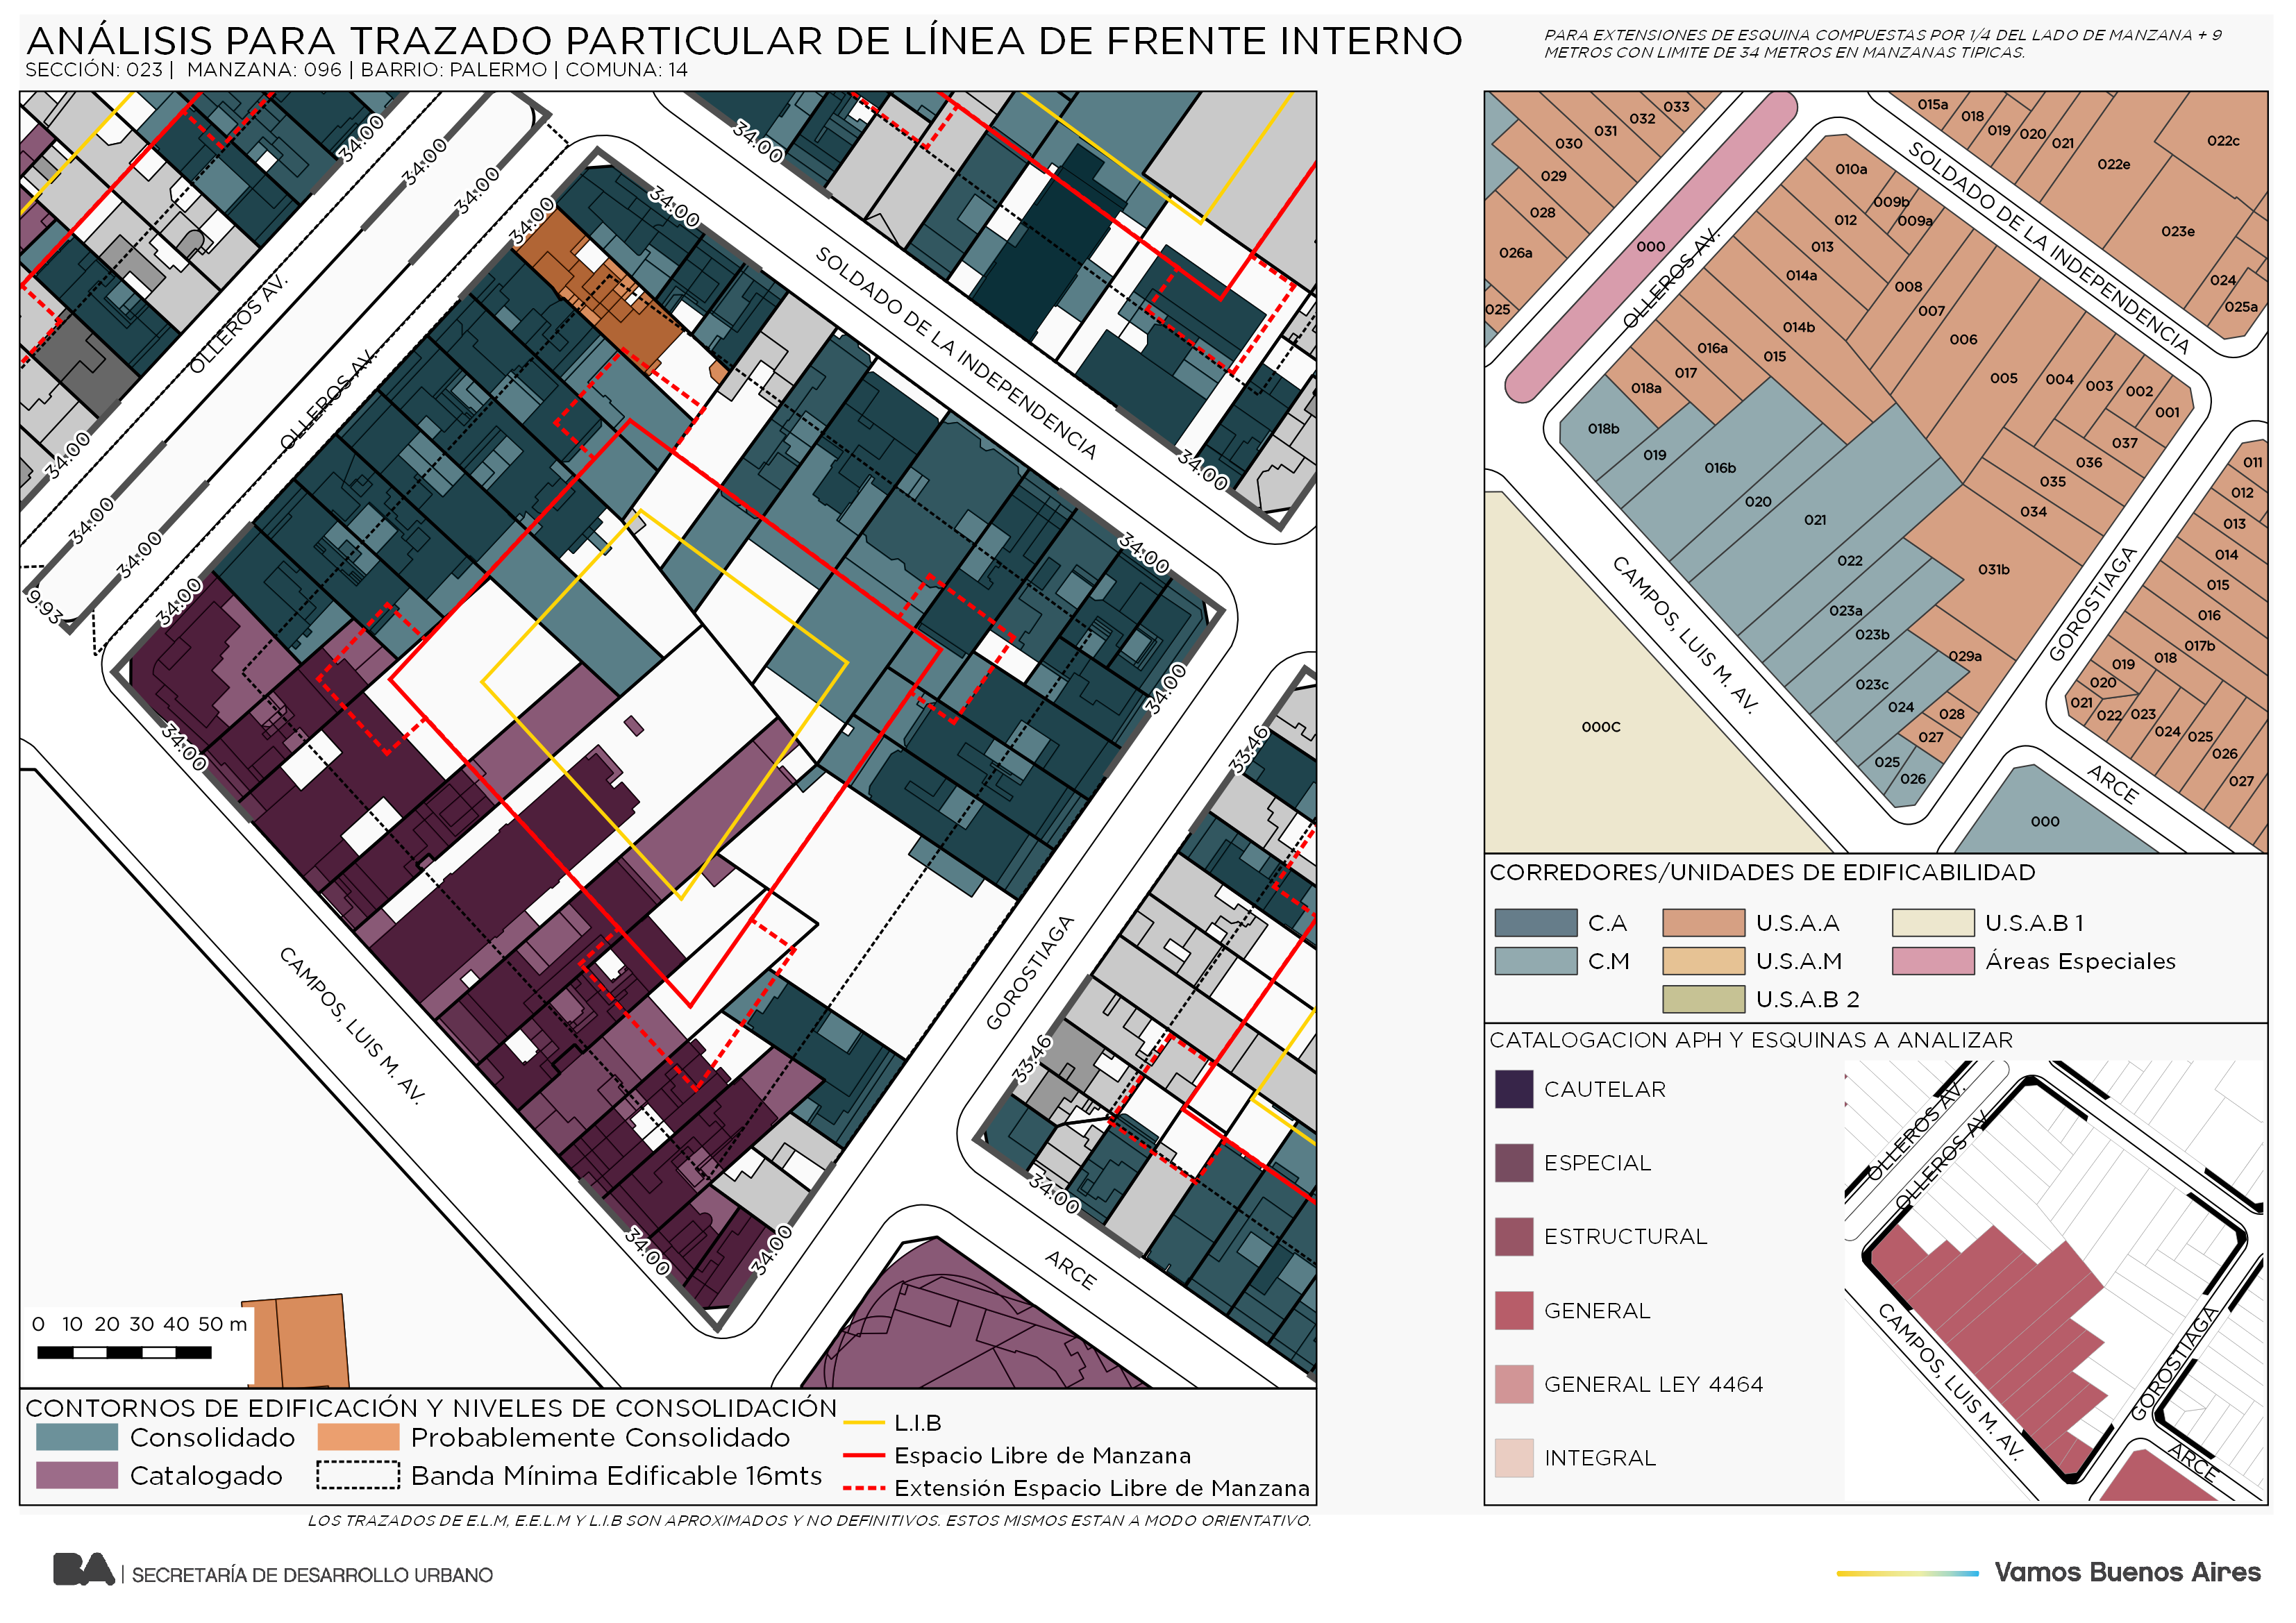 ANÁLISIS PARA TRAZADO PARTICULAR DE LÍNEA DE FRENTE INTERNO
SECCIÓN: 023 | MANZANA: 096 | BARRIO: PALERMO | COMUNA: 14
PARA EXTENSIONES DE ESQUINA COMPUESTAS POR 1/4 DEL LADO DE MANZANA + 9
METROS CON LIMITE DE 34 METROS EN MANZANAS TIPICAS.
34.00
34.00
34.00
34.00
34.00
34.00
OLLEROS AV.
OLLEROS AV.
SOLDADO DE LA INDEPENDENCIA
34.00
34.00
34.00
34.00
9.93
34.00
34.00
34.00
34.00
33.46
CAMPOS, LUIS M. AV.
GOROSTIAGA
33.46
34.00
34.00
34.00
ARCE
0 10 20 30 40 50 m
CONTORNOS DE EDIFICACIÓN Y NIVELES DE CONSOLIDACIÓN
Consolidado
Probablemente Consolidado
Catalogado
Banda Mínima Edificable 16mts
L.I.B
Espacio Libre de Manzana
Extensión Espacio Libre de Manzana
LOS TRAZADOS DE E.L.M, E.E.L.M Y L.I.B SON APROXIMADOS Y NO DEFINITIVOS. ESTOS MISMOS ESTAN A MODO ORIENTATIVO.
033
032
031
030
029
028
026a
025
000
OLLEROS AV.
015a
018
019
020
021
022e
022c
023e
024
025a
SOLDADO DE LA INDEPENDENCIA
010a
009b
009a
012
013
014a
014b
008
007
006
005
004
003
002
001
015
016a
017
018a
018b
019
016b
020
021
022
023a
023b
023c
024
025
026
037
036
035
034
031b
029a
028
027
CAMPOS, LUIS M. AV.
GOROSTIAGA
011
012
013
014
015
016
017b
018
019
020
021
022
023
024
025
026
027
ARCE
000C
000
CORREDORES/UNIDADES DE EDIFICABILIDAD
C.A
U.S.A.A
U.S.A.B 1
C.M
U.S.A.M
Áreas Especiales
U.S.A.B 2
CATALOGACION APH Y ESQUINAS A ANALIZAR
CAUTELAR
ESPECIAL
ESTRUCTURAL
GENERAL
GENERAL LEY 4464
INTEGRAL
OLLEROS AV.
OLLEROS AV.
CAMPOS, LUIS M. AV.
GOROSTIAGA
ARCE
BA | SECRETARÍA DE DESARROLLO URBANO
Vamos Buenos Aires